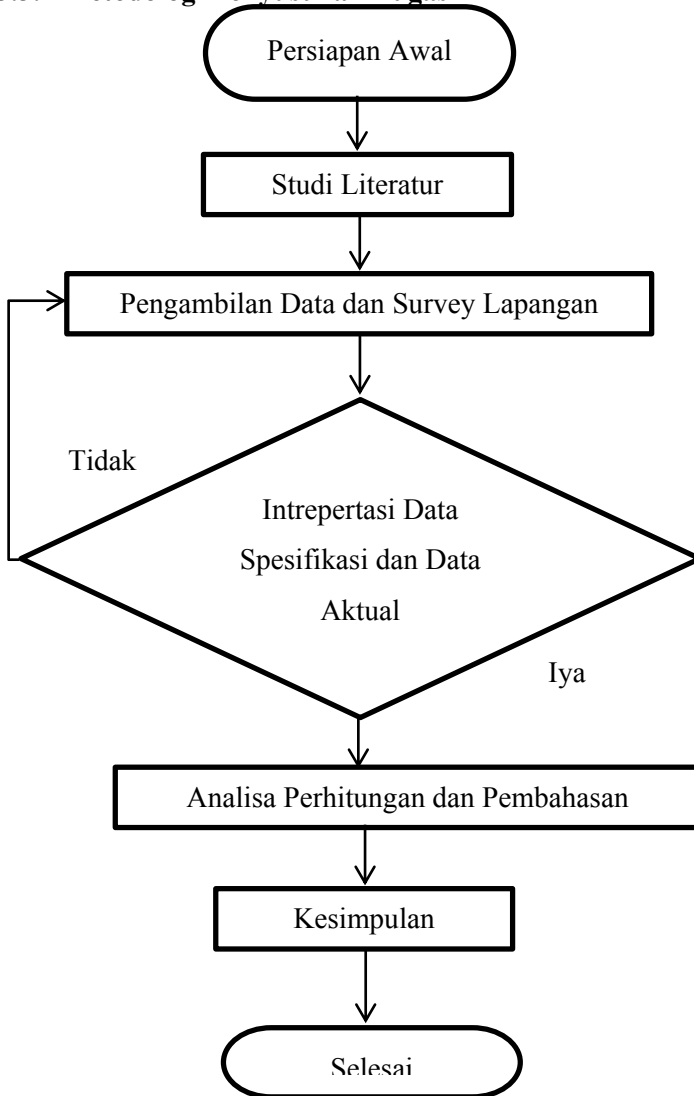 Persiapan Awal
Studi Literatur
Pengambilan Data dan Survey Lapangan
Tidak
Intrepertasi Data
Spesifikasi dan Data
Aktual
Iya
Analisa Perhitungan dan Pembahasan
Kesimpulan
Selesai